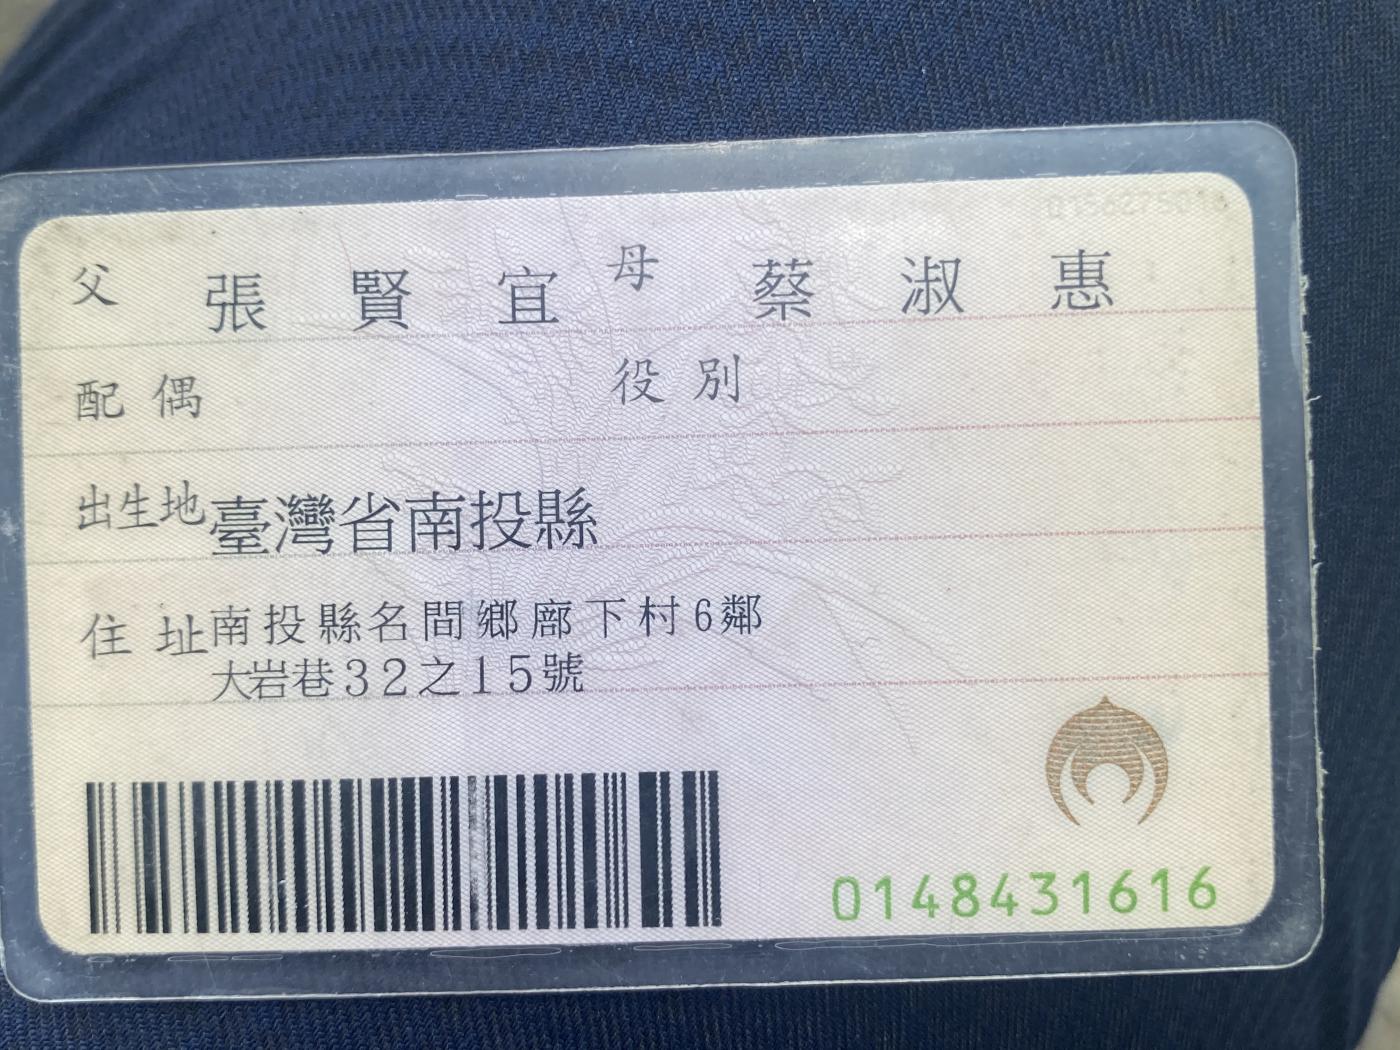 父 張賢宜 母 蔡淑惠
配偶 役別
出生地 臺灣省南投縣
住址 南投縣名間鄉廍下村6鄰
大岩巷32之15號
0148431616